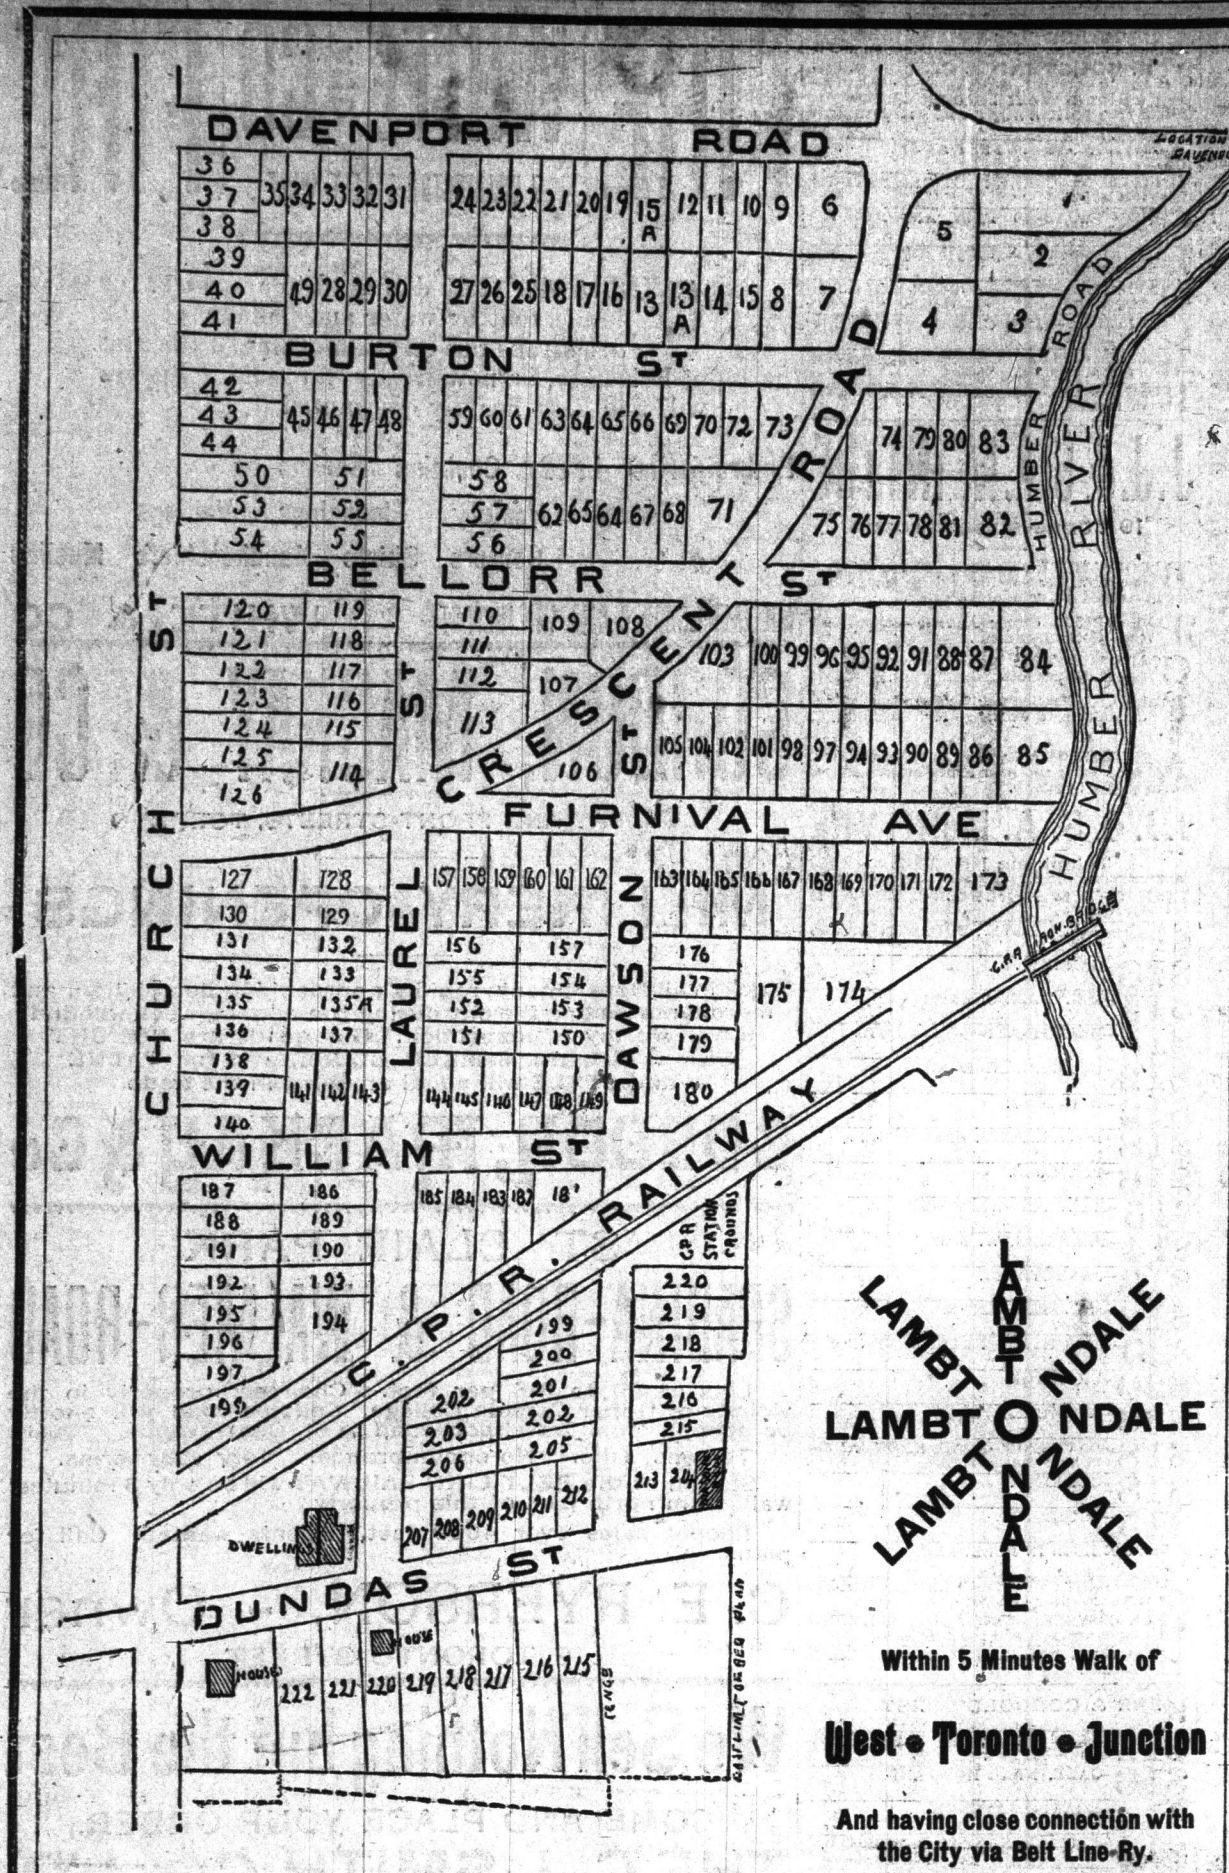 DAVENPORT ROAD
LOCATION
36
37
38
35 34 33 32 31
24 23 22 21 20 19 15A 12 11 10 9 6
5 1
2
39
40
41
49 28 29 30
27 26 25 18 17 16 13 13A 14 15 8 7
4 3
BURTON ST
ROAD
42
43
44
45 46 47 48
59 60 61 63 64 65 66 69 70 72 73
74 79 80 83
50 51
53 52
54 55
58
57
56
62 65 64 67 68 71
75 76 77 78 81 82
HUMBER ROAD
HUMBER RIVER
BELLORR ST
120 119
121 118
122 117
123 116
124 115
125 114
126
110 109 108
111
112 107
113
106
103 100 99 96 95 92 91 88 87 84
105 104 102 101 98 97 94 93 90 89 86 85
CRESCENT ROAD
HUMBER
FURNIVAL AVE
CHURCH ST
LAUREL ST
DAWSON ST
127 128
130 129
131 132
134 133
135 135A
136 137
138
139
140
141 142 143
157 158 159 160 161 162
156 157
155 154
152 153
151 150
144 145 146 147 148 149
163 164 165 166 167 168 169 170 171 172 173
176
177
178
179
180
175 174
C.P.R IRON BRIDGE
WILLIAM ST
187 186
188 189
191 190
192 193
195 194
196
197
198
185 184 183 182 18
C. P. R. RAILWAY
CPR
STATION
GROUNDS
220
219
218
217
216
215
213 214
199
200
201
202 202
203
205
206
207 208 209 210 211 212
DWELLING
DUNDAS ST
HOUSE
HOUSE
222 221 220 219 218 217 216 215
FENCE
LAMBTONDALE
LAMBTONDALE
LAMBTONDALE
LAMBTONDALE
Within 5 Minutes Walk of
West • Toronto • Junction
And having close connection with
the City via Belt Line Ry.